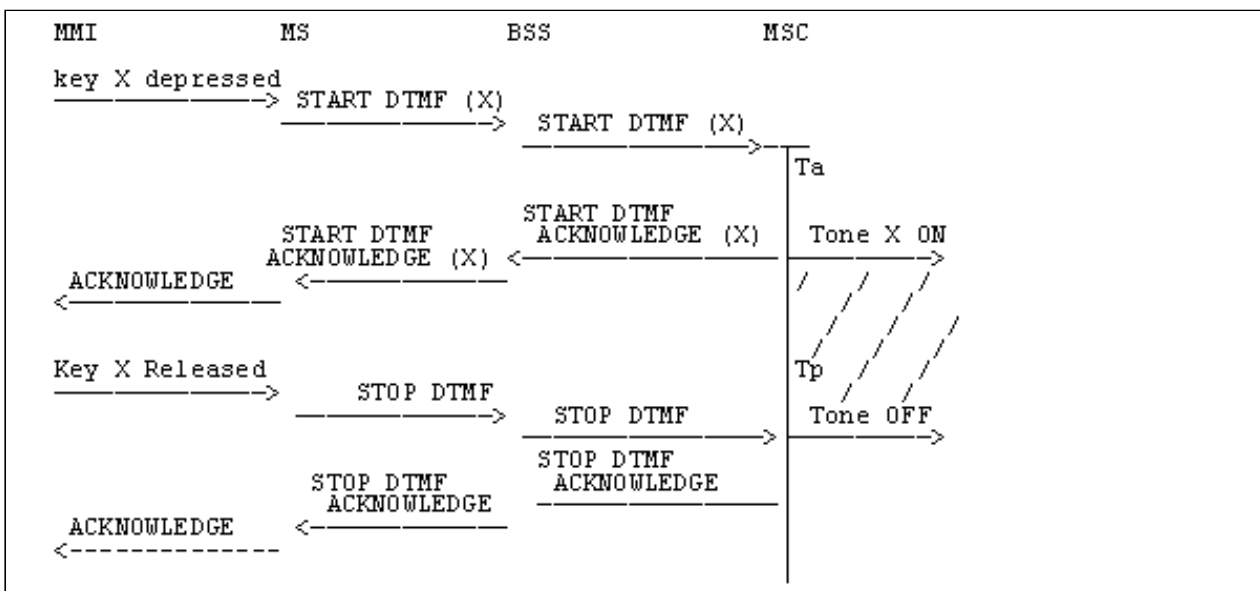 MMI MS BSS MSC
key X depressed
START DTMF (X)
START DTMF (X)
Ta
START DTMF
ACKNOWLEDGE (X)
Tone X ON
START DTMF
ACKNOWLEDGE (X)
ACKNOWLEDGE
Key X Released
Tp
STOP DTMF
STOP DTMF
Tone OFF
STOP DTMF
ACKNOWLEDGE
STOP DTMF
ACKNOWLEDGE
ACKNOWLEDGE